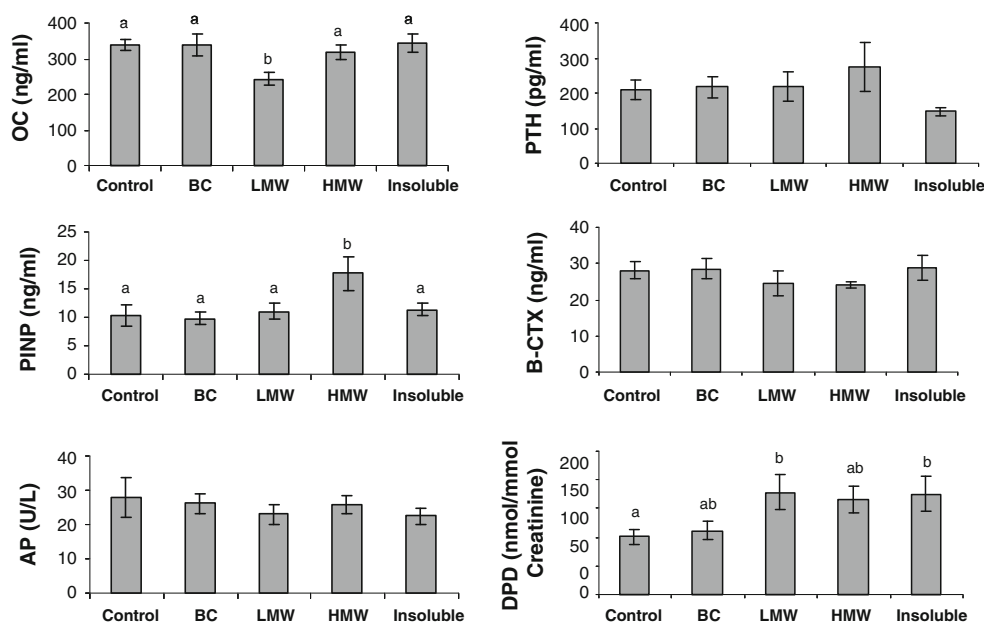 OC (ng/ml)
400
300
200
100
0
a
a
b
a
a
Control BC LMW HMW Insoluble
PTH (pg/ml)
400
300
200
100
0
Control BC LMW HMW Insoluble
PINP (ng/ml)
25
20
15
10
5
0
a
a
a
b
a
Control BC LMW HMW Insoluble
B-CTX (ng/ml)
40
30
20
10
0
Control BC LMW HMW Insoluble
AP (U/L)
40
30
20
10
0
Control BC LMW HMW Insoluble
DPD (nmol/mmol
Creatinine)
200
150
100
50
0
0
a
ab
b
ab
b
Control BC LMW HMW Insoluble